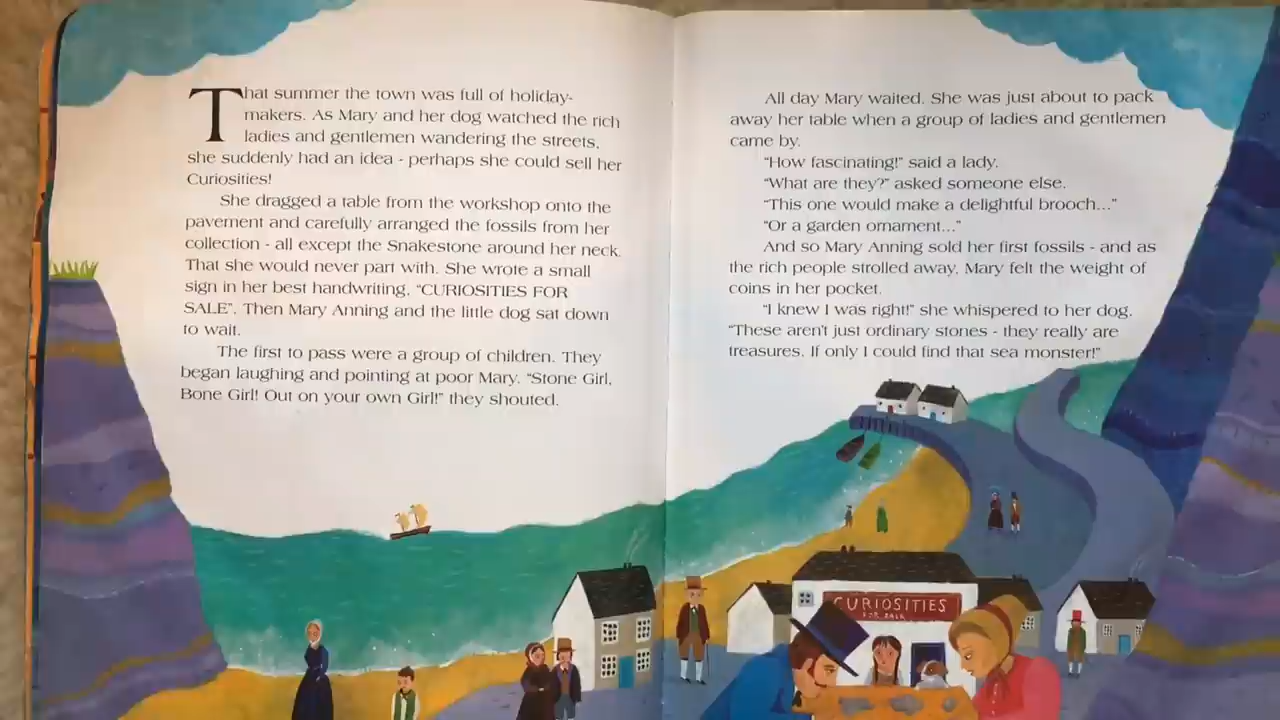 That summer the town was full of holiday-
makers. As Mary and her dog watched the rich
ladies and gentlemen wandering the streets,
she suddenly had an idea - perhaps she could sell her
Curiosities!
She dragged a table from the workshop onto the
pavement and carefully arranged the fossils from her
collection - all except the Snakestone around her neck.
That she would never part with. She wrote a small
sign in her best handwriting, “CURIOSITIES FOR
SALE”. Then Mary Anning and the little dog sat down
to wait.
The first to pass were a group of children. They
began laughing and pointing at poor Mary. “Stone Girl,
Bone Girl! Out on your own Girl!” they shouted.
All day Mary waited. She was just about to pack
away her table when a group of ladies and gentlemen
came by.
“How fascinating!” said a lady.
“What are they?” asked someone else.
“This one would make a delightful brooch...”
“Or a garden ornament...”
And so Mary Anning sold her first fossils - and as
the rich people strolled away, Mary felt the weight of
coins in her pocket.
“I knew I was right!” she whispered to her dog.
“These aren't just ordinary stones - they really are
treasures. If only I could find that sea monster!”
CURIOSITIES
FOR SALE